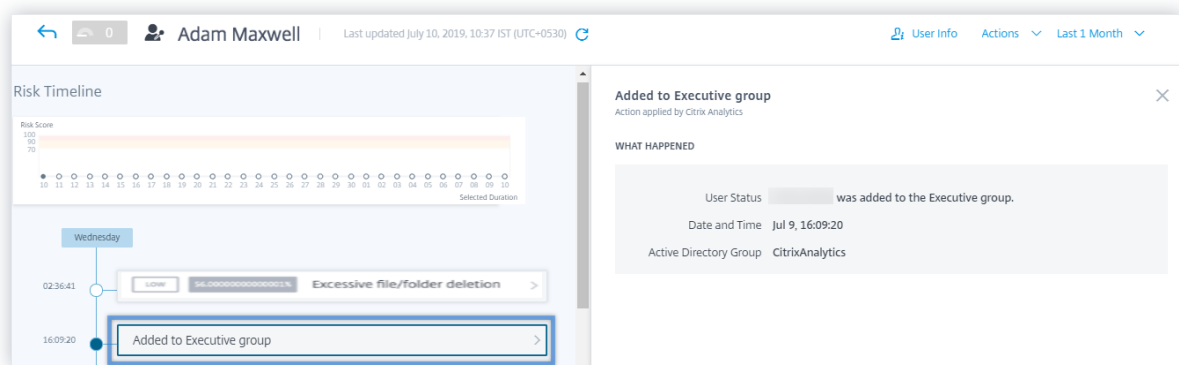 0 Adam Maxwell Last updated July 10, 2019, 10:37 IST (UTC+0530) User Info Actions Last 1 Month
Risk Timeline
Risk Score
100
90
70
10 11 12 13 14 15 16 17 18 19 20 21 22 23 24 25 26 27 28 29 30 01 02 03 04 05 06 07 08 09 10
Selected Duration
Wednesday
02:36:41 LOW 56.00000000000001% Excessive file/folder deletion
16:09:20 Added to Executive group
Added to Executive group
Action applied by Citrix Analytics
WHAT HAPPENED
User Status was added to the Executive group.
Date and Time Jul 9, 16:09:20
Active Directory Group CitrixAnalytics